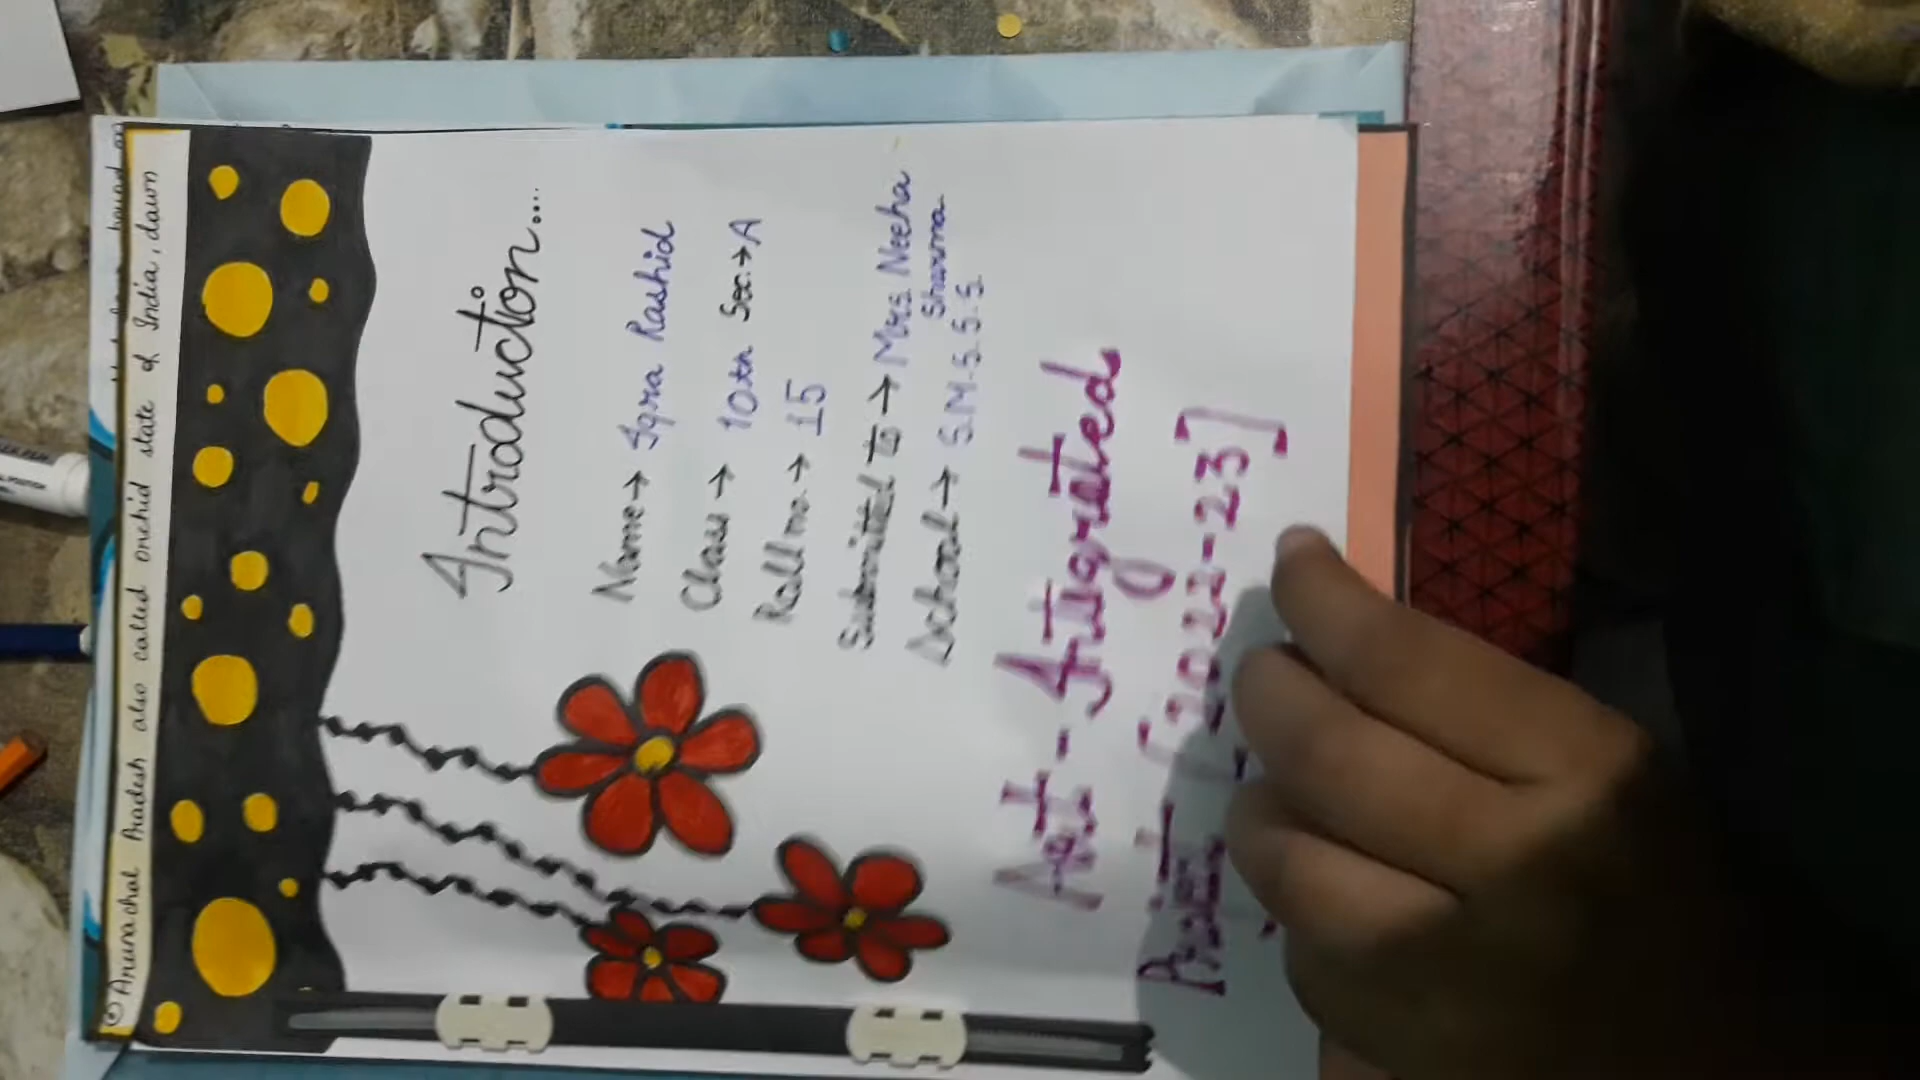 Introduction....
Name → Iqra Rashid
Class → 10th Sec. → A
Roll no. → 15
Submitted to → Mrs. Neeha
Sharma
School → S.M.S.S.S.
Art - Integrated
[2022-23]
Arunachal Pradesh also called orchid state of India, dawn